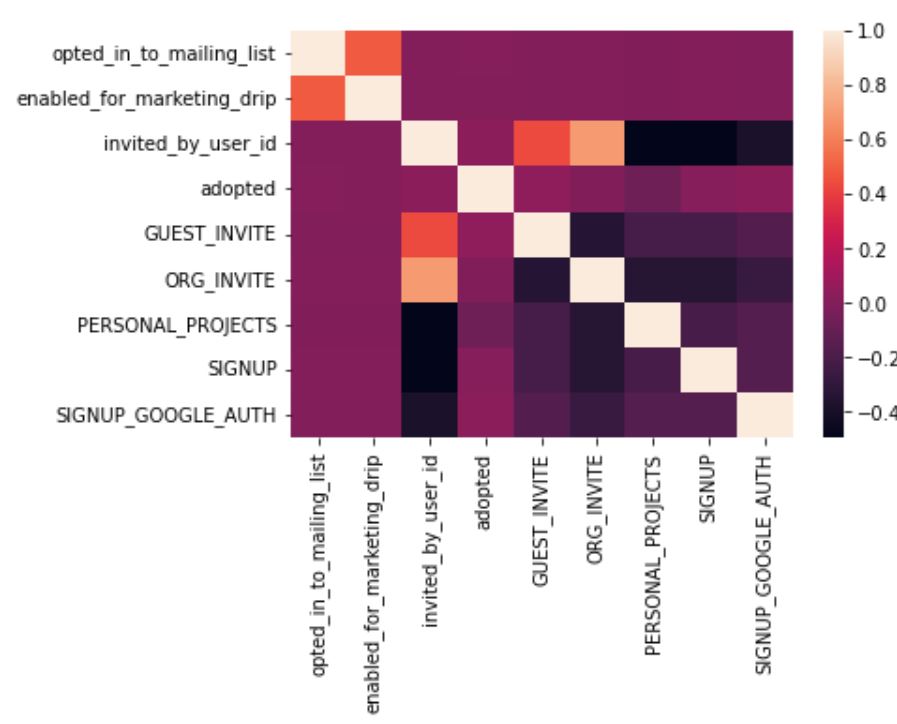 opted_in_to_mailing_list
enabled_for_marketing_drip
invited_by_user_id
adopted
GUEST_INVITE
ORG_INVITE
PERSONAL_PROJECTS
SIGNUP
SIGNUP_GOOGLE_AUTH
opted_in_to_mailing_list
enabled_for_marketing_drip
invited_by_user_id
adopted
GUEST_INVITE
ORG_INVITE
PERSONAL_PROJECTS
SIGNUP
SIGNUP_GOOGLE_AUTH
1.0
0.8
0.6
0.4
0.2
0.0
−0.2
−0.4